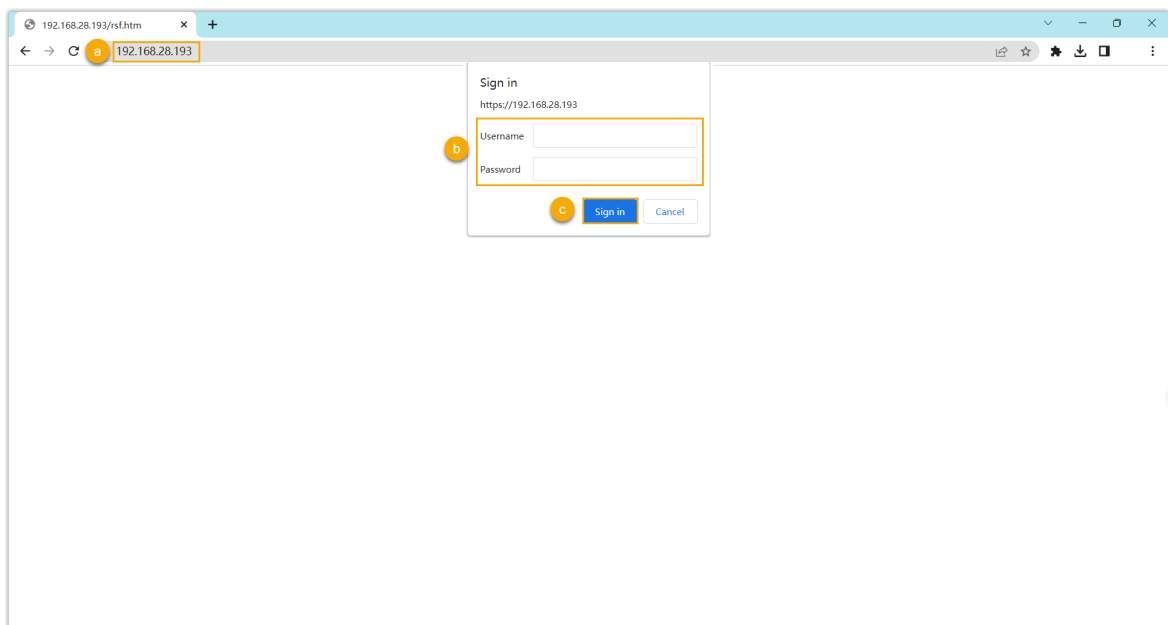 192.168.28.193/rsf.htm
a 192.168.28.193
Sign in
https://192.168.28.193
Username
b
Password
c Sign in Cancel